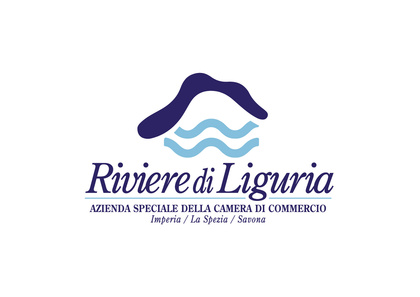 Riviere di Liguria
AZIENDA SPECIALE DELLA CAMERA DI COMMERCIO
Imperia / La Spezia / Savona